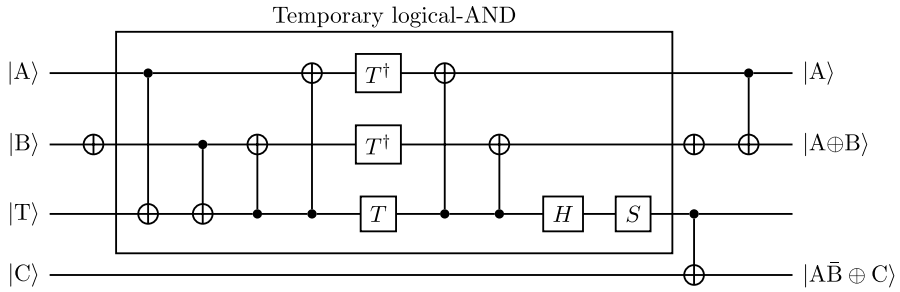 Temporary logical-AND
|A⟩ T† |A⟩
|B⟩ T† |A⊕B⟩
|T⟩ T H S
|C⟩ |AB̄ ⊕ C⟩